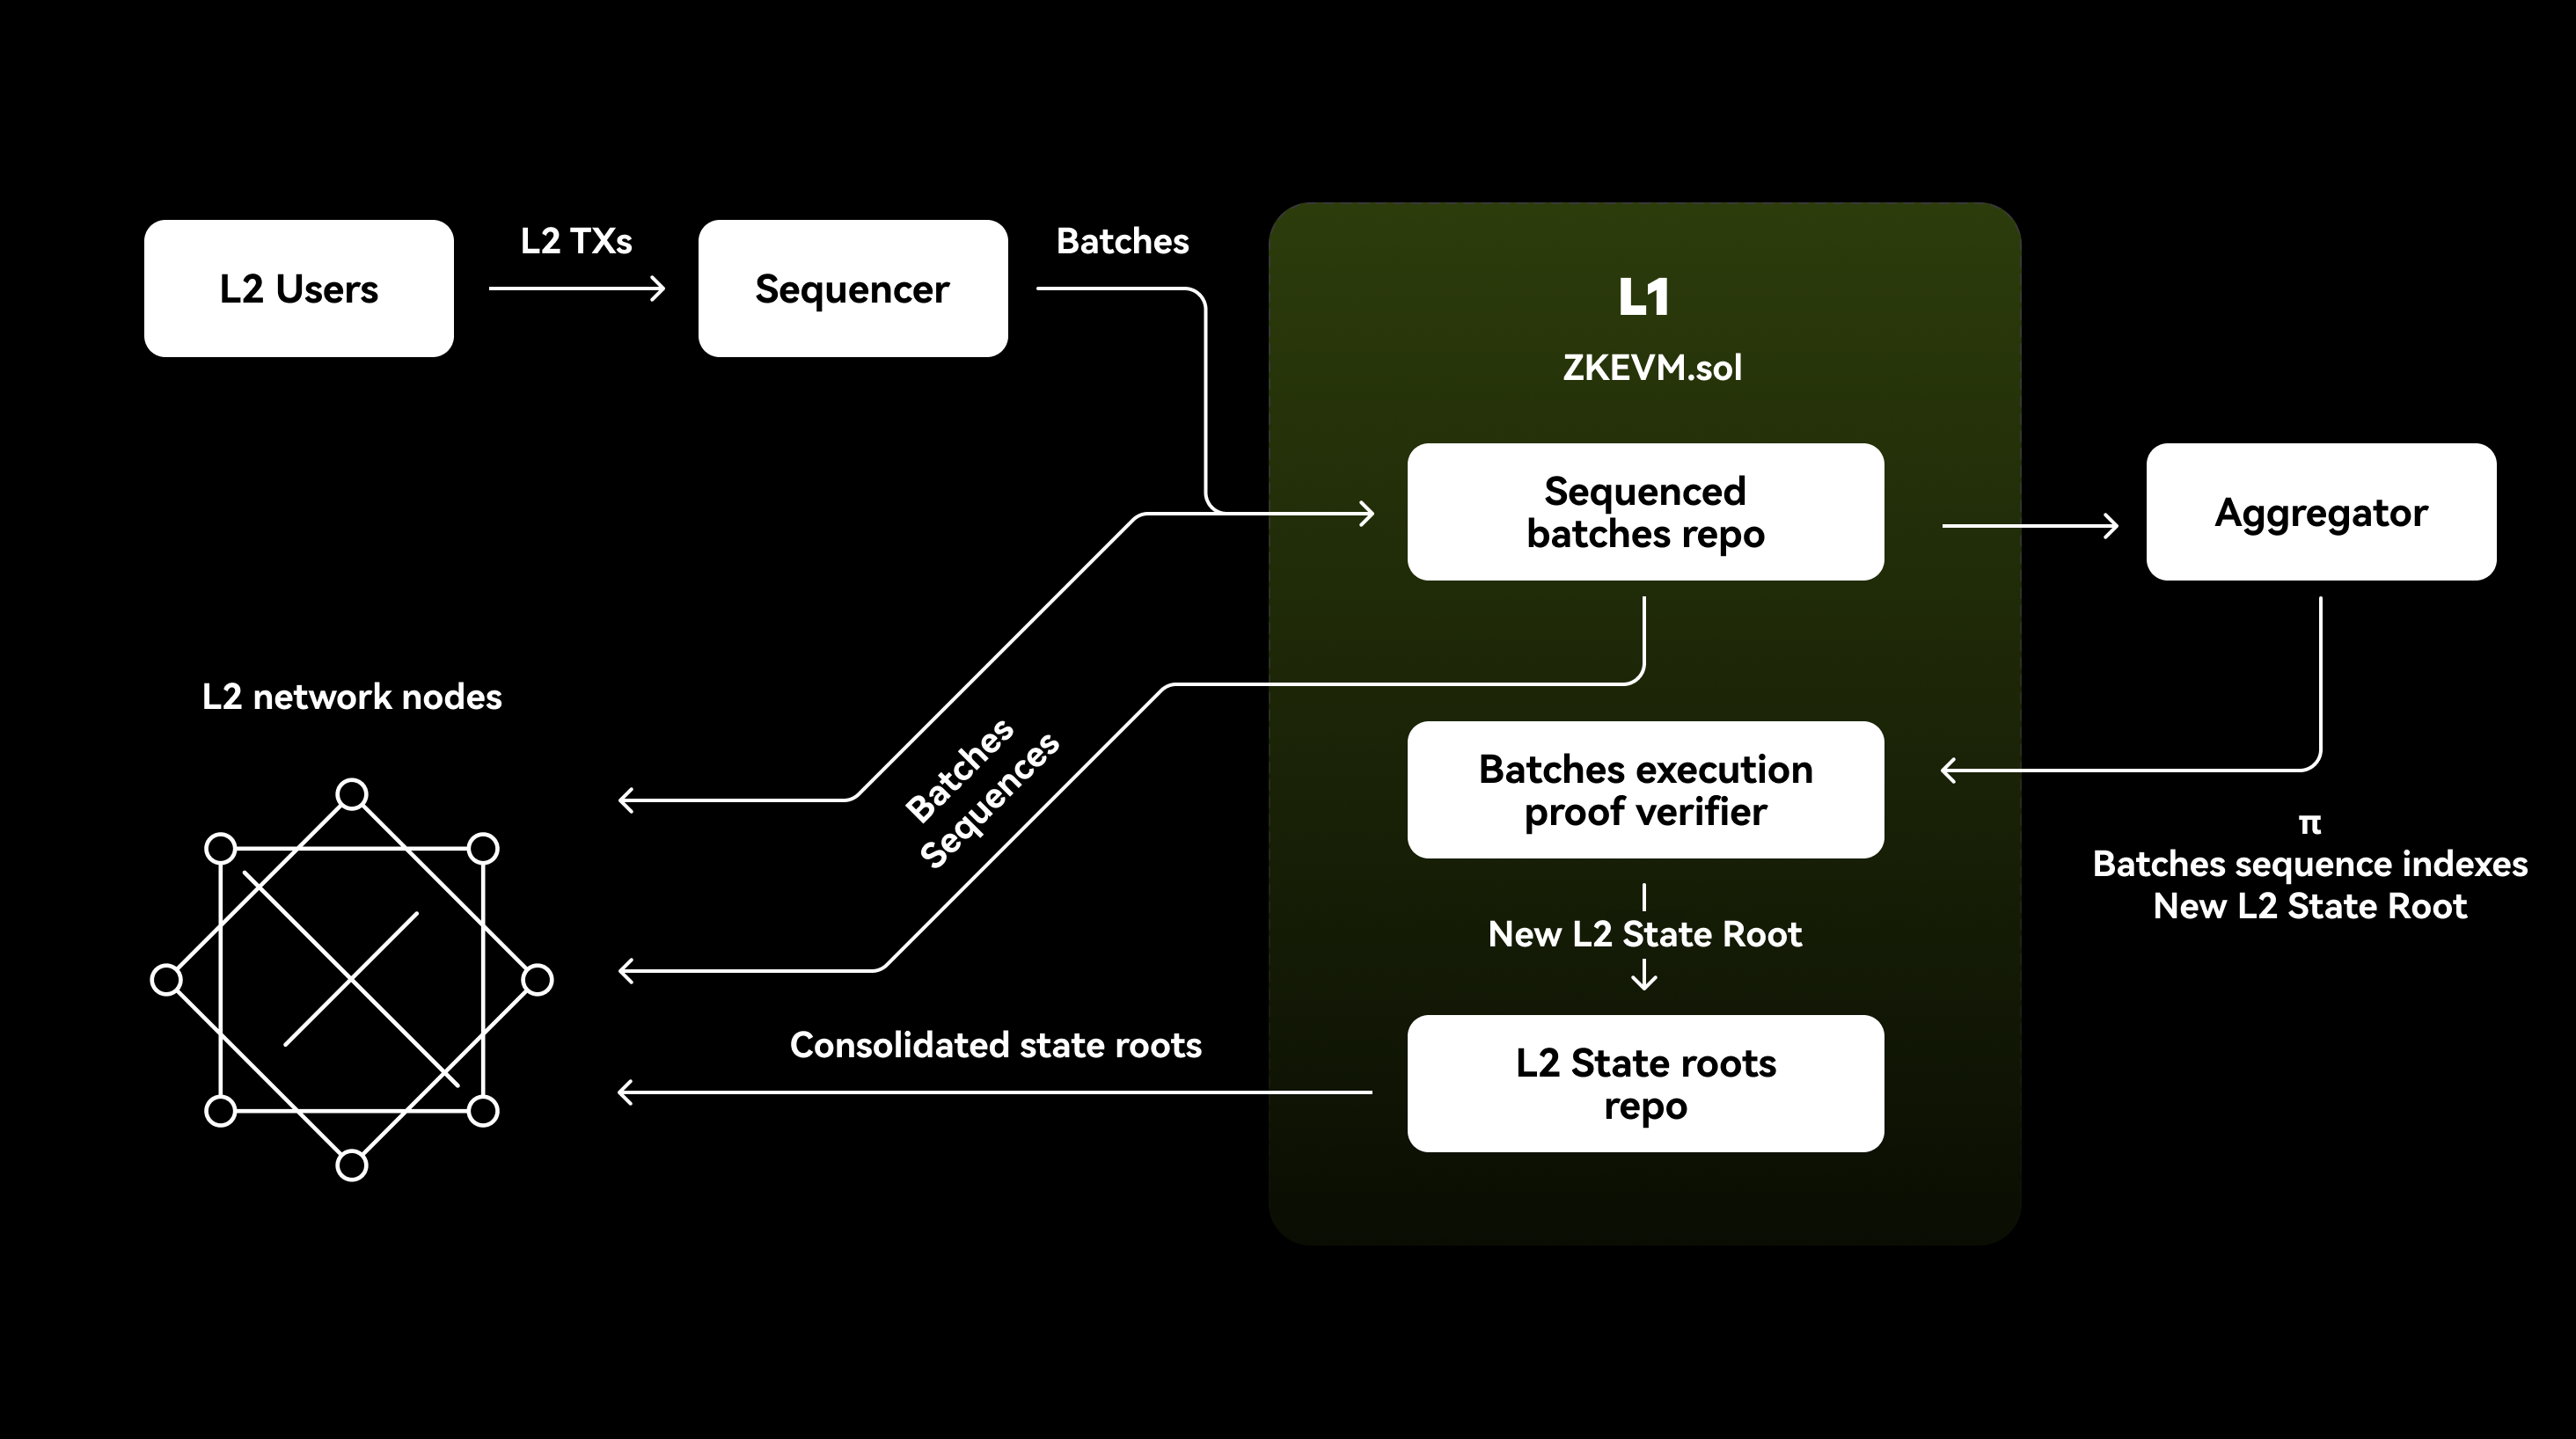 L2 Users
L2 TXs
Sequencer
Batches
L1
ZKEVM.sol
Sequenced
batches repo
Aggregator
L2 network nodes
Batches
Sequences
Batches execution
proof verifier
π
Batches sequence indexes
New L2 State Root
New L2 State Root
Consolidated state roots
L2 State roots
repo